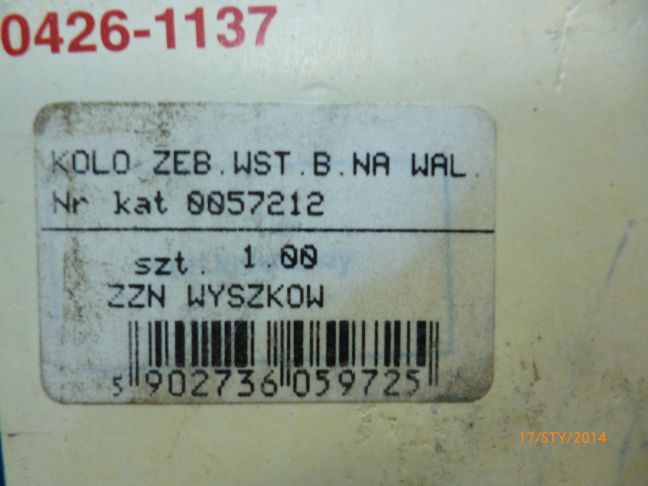 0426-1137
KOLO ZEB.WST.B.NA WAL.
Nr kat 0057212
szt. 1.00
ZZN WYSZKOW
5 902736 059725
17/STY/2014